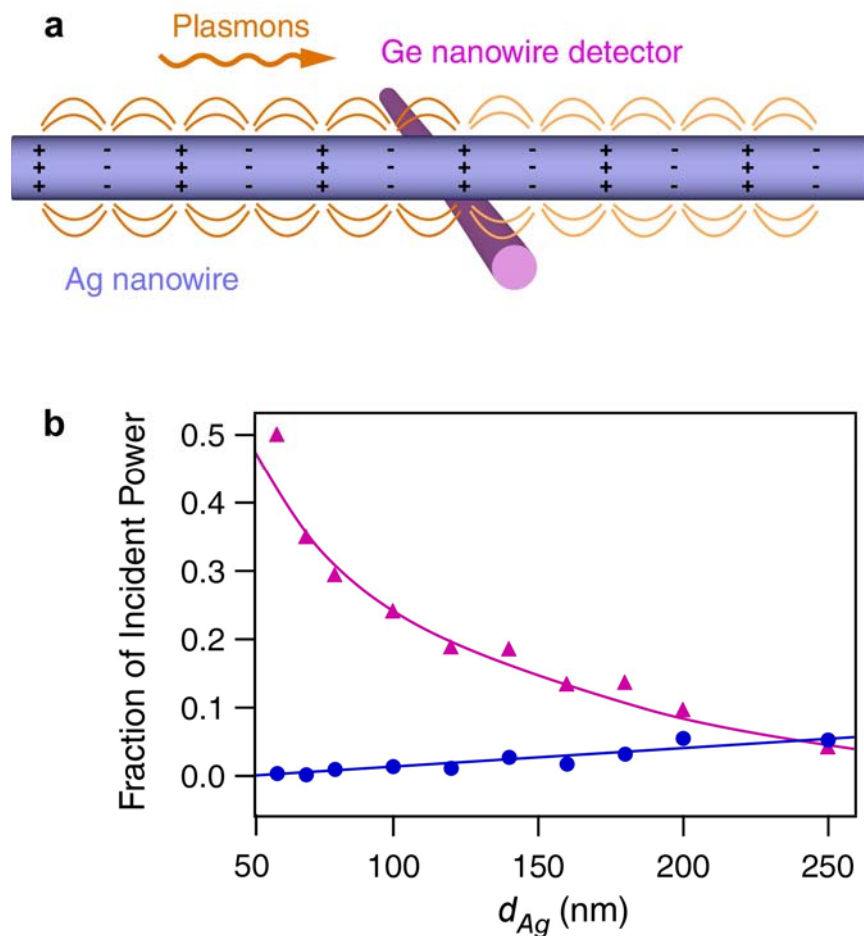 a
Plasmons
Ge nanowire detector
+ - + - + - + - + - + -
+ - + - + - + - + - + -
+ - + - + - + - + - + -
Ag nanowire
b
Fraction of Incident Power
0.5
0.4
0.3
0.2
0.1
0.0
50 100 150 200 250
dAg (nm)